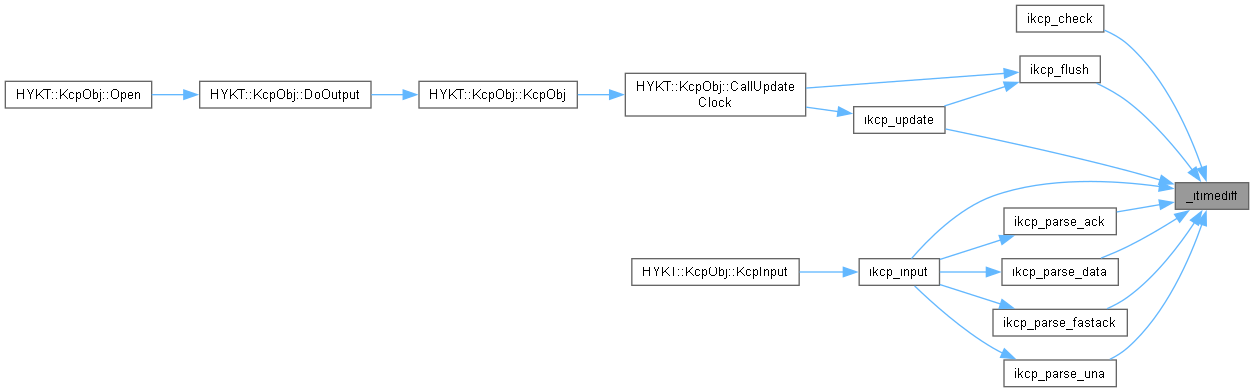 ikcp_check
ikcp_flush
HYKT::KcpObj::Open
HYKT::KcpObj::DoOutput
HYKT::KcpObj::KcpObj
HYKT::KcpObj::CallUpdate
Clock
ikcp_update
_itimediff
ikcp_parse_ack
HYKT::KcpObj::KcpInput
ikcp_input
ikcp_parse_data
ikcp_parse_fastack
ikcp_parse_una